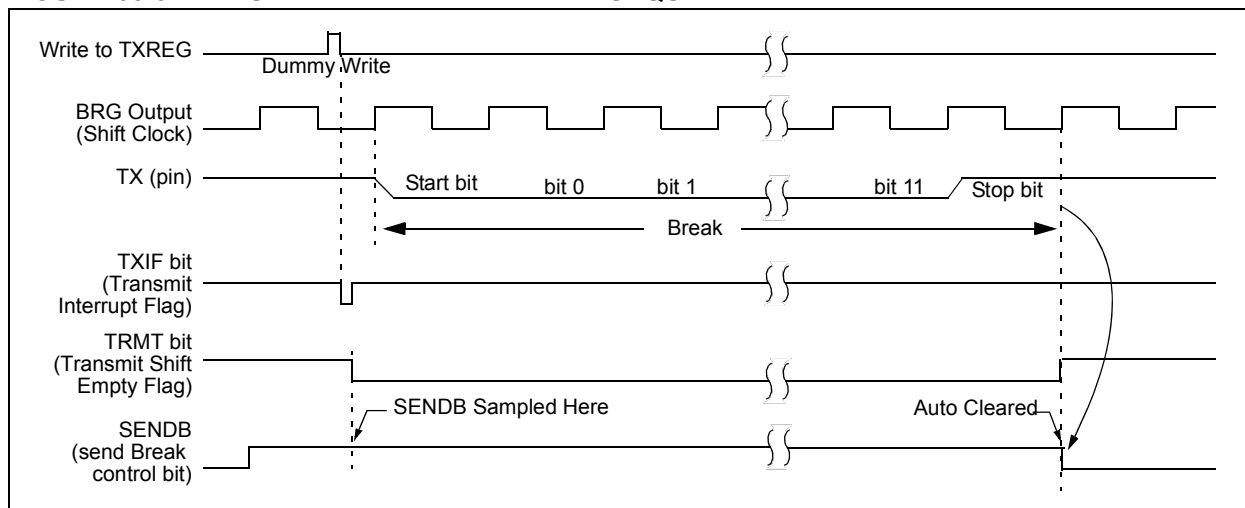 Write to TXREG
Dummy Write
BRG Output
(Shift Clock)
TX (pin)
Start bit
bit 0
bit 1
bit 11
Stop bit
Break
TXIF bit
(Transmit
Interrupt Flag)
TRMT bit
(Transmit Shift
Empty Flag)
SENDB Sampled Here
Auto Cleared
SENDB
(send Break
control bit)